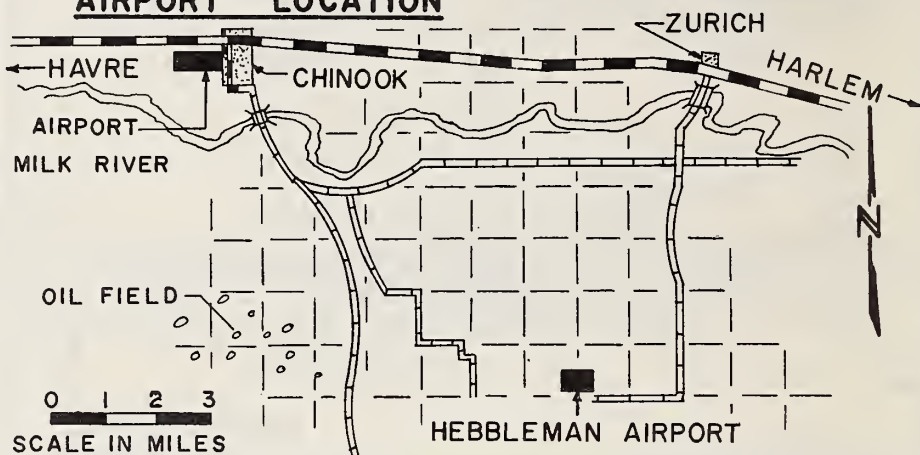 AIRPORT LOCATION
ZURICH
HAVRE
CHINOOK
HARLEM
AIRPORT
MILK RIVER
N
OIL FIELD
0 1 2 3
SCALE IN MILES
HEBBLEMAN AIRPORT